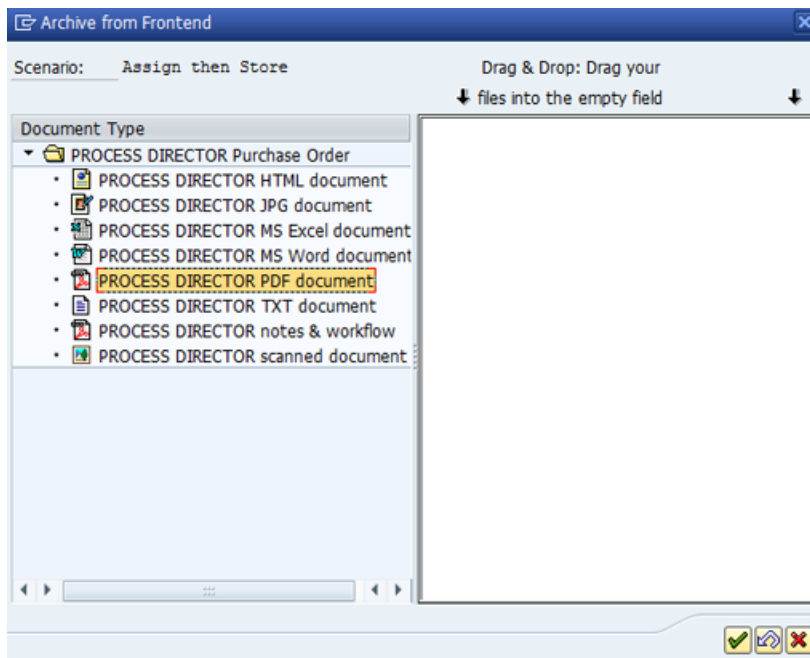 Archive from Frontend
Scenario: Assign then Store
Drag & Drop: Drag your
files into the empty field
Document Type
PROCESS DIRECTOR Purchase Order
PROCESS DIRECTOR HTML document
PROCESS DIRECTOR JPG document
PROCESS DIRECTOR MS Excel document
PROCESS DIRECTOR MS Word document
PROCESS DIRECTOR PDF document
PROCESS DIRECTOR TXT document
PROCESS DIRECTOR notes & workflow
PROCESS DIRECTOR scanned document